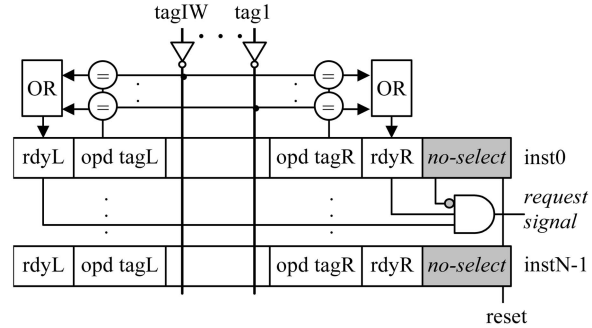 tagIW . . . tag1
OR = = OR
= =
rdyL opd tagL opd tagR rdyR no-select inst0
request
signal
rdyL opd tagL opd tagR rdyR no-select instN-1
reset